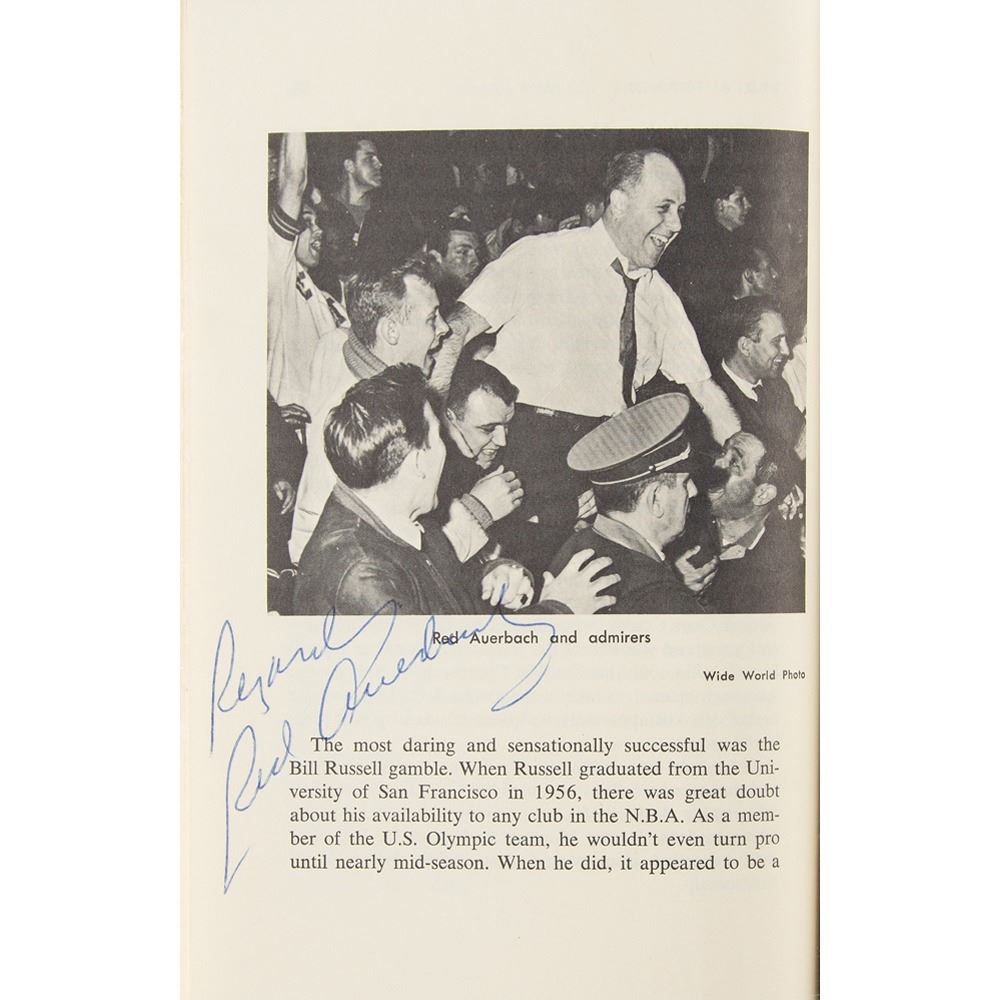 Red Auerbach and admirers
Wide World Photo
Regards
Red Auerbach
The most daring and sensationally successful was the
Bill Russell gamble. When Russell graduated from the Uni-
versity of San Francisco in 1956, there was great doubt
about his availability to any club in the N.B.A. As a mem-
ber of the U.S. Olympic team, he wouldn't even turn pro
until nearly mid-season. When he did, it appeared to be a